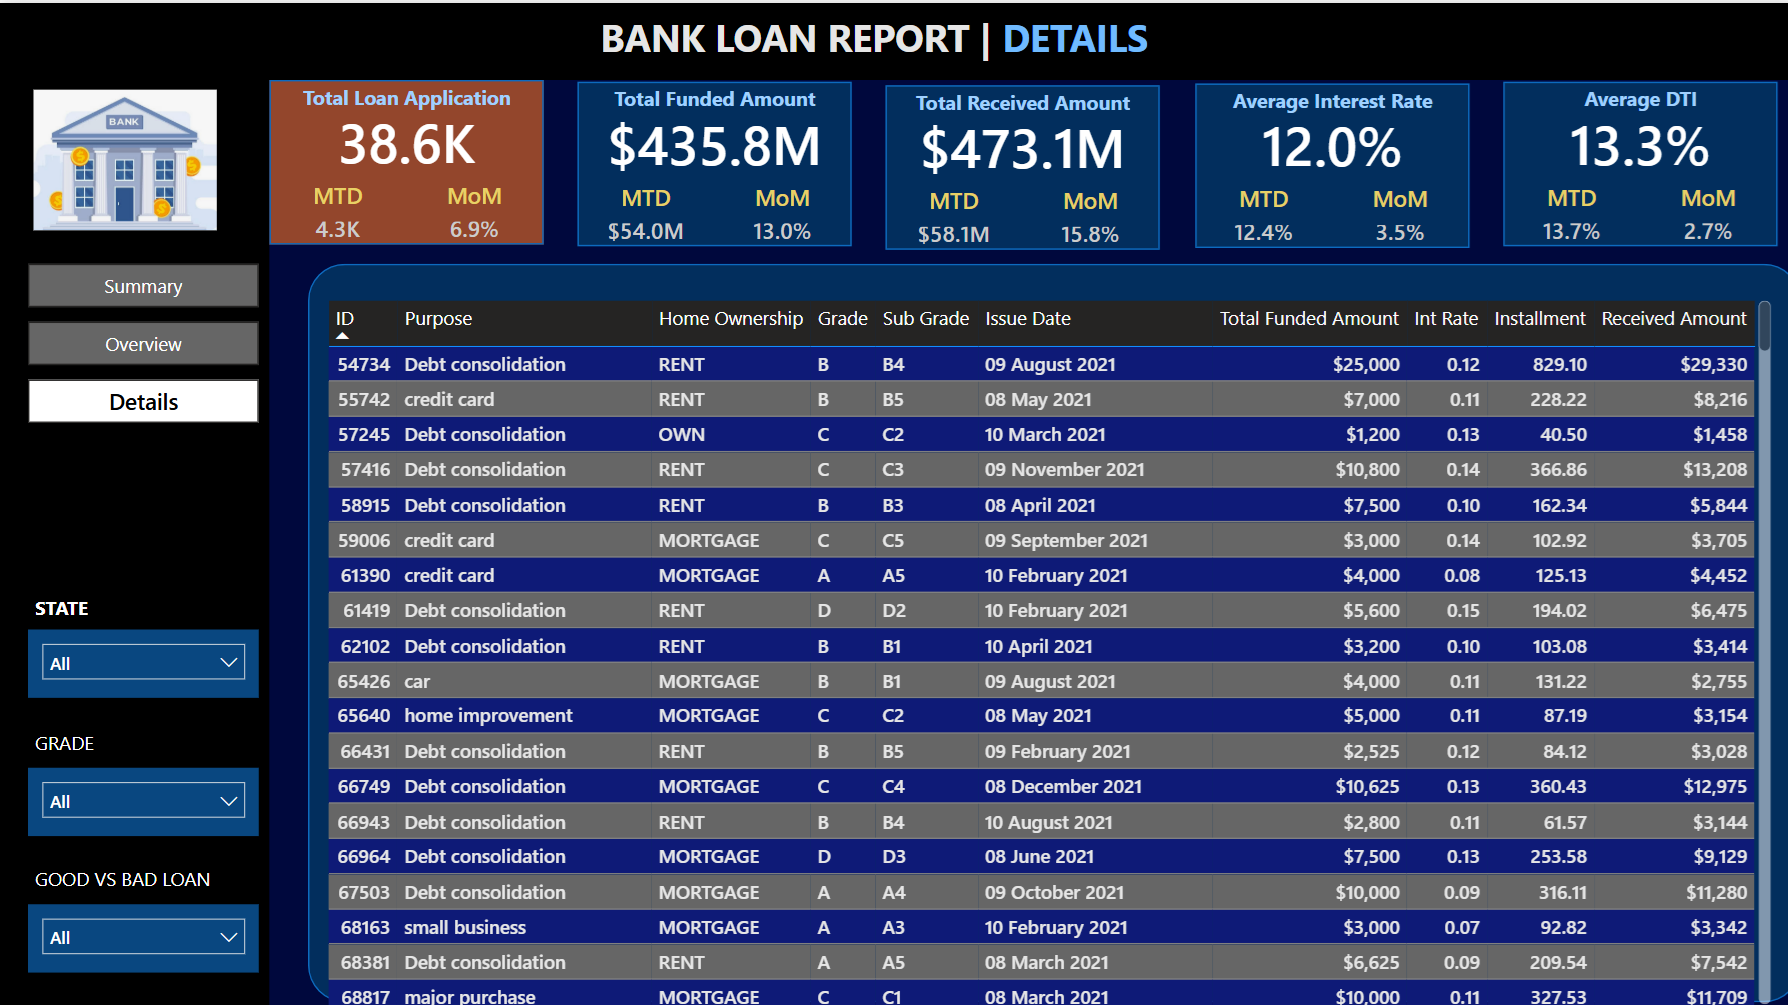 BANK LOAN REPORT | DETAILS
BANK
Total Loan Application
38.6K
MTD MoM
4.3K 6.9%
Total Funded Amount
$435.8M
MTD MoM
$54.0M 13.0%
Total Received Amount
$473.1M
MTD MoM
$58.1M 15.8%
Average Interest Rate
12.0%
MTD MoM
12.4% 3.5%
Average DTI
13.3%
MTD MoM
13.7% 2.7%
Summary
Overview
Details
STATE
All
GRADE
All
GOOD VS BAD LOAN
All
ID Purpose Home Ownership Grade Sub Grade Issue Date Total Funded Amount Int Rate Installment Received Amount
54734 Debt consolidation RENT B B4 09 August 2021 $25,000 0.12 829.10 $29,330
55742 credit card RENT B B5 08 May 2021 $7,000 0.11 228.22 $8,216
57245 Debt consolidation OWN C C2 10 March 2021 $1,200 0.13 40.50 $1,458
57416 Debt consolidation RENT C C3 09 November 2021 $10,800 0.14 366.86 $13,208
58915 Debt consolidation RENT B B3 08 April 2021 $7,500 0.10 162.34 $5,844
59006 credit card MORTGAGE C C5 09 September 2021 $3,000 0.14 102.92 $3,705
61390 credit card MORTGAGE A A5 10 February 2021 $4,000 0.08 125.13 $4,452
61419 Debt consolidation RENT D D2 10 February 2021 $5,600 0.15 194.02 $6,475
62102 Debt consolidation RENT B B1 10 April 2021 $3,200 0.10 103.08 $3,414
65426 car MORTGAGE B B1 09 August 2021 $4,000 0.11 131.22 $2,755
65640 home improvement MORTGAGE C C2 08 May 2021 $5,000 0.11 87.19 $3,154
66431 Debt consolidation RENT B B5 09 February 2021 $2,525 0.12 84.12 $3,028
66749 Debt consolidation MORTGAGE C C4 08 December 2021 $10,625 0.13 360.43 $12,975
66943 Debt consolidation RENT B B4 10 August 2021 $2,800 0.11 61.57 $3,144
66964 Debt consolidation MORTGAGE D D3 08 June 2021 $7,500 0.13 253.58 $9,129
67503 Debt consolidation MORTGAGE A A4 09 October 2021 $10,000 0.09 316.11 $11,280
68163 small business MORTGAGE A A3 10 February 2021 $3,000 0.07 92.82 $3,342
68381 Debt consolidation RENT A A5 08 March 2021 $6,625 0.09 209.54 $7,542
68817 major purchase MORTGAGE C C1 08 March 2021 $10,000 0.11 327.53 $11,709